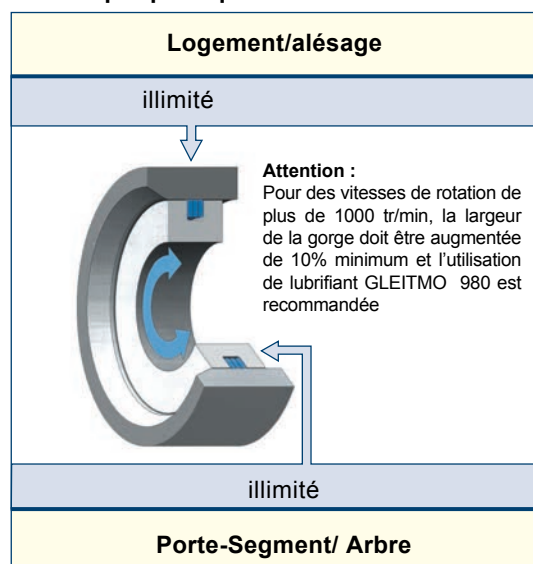 Logement/alésage
illimité
Attention :
Pour des vitesses de rotation de
plus de 1000 tr/min, la largeur
de la gorge doit être augmentée
de 10% minimum et l’utilisation
de lubrifiant GLEITMO 980 est
recommandée
illimité
Porte-Segment/ Arbre